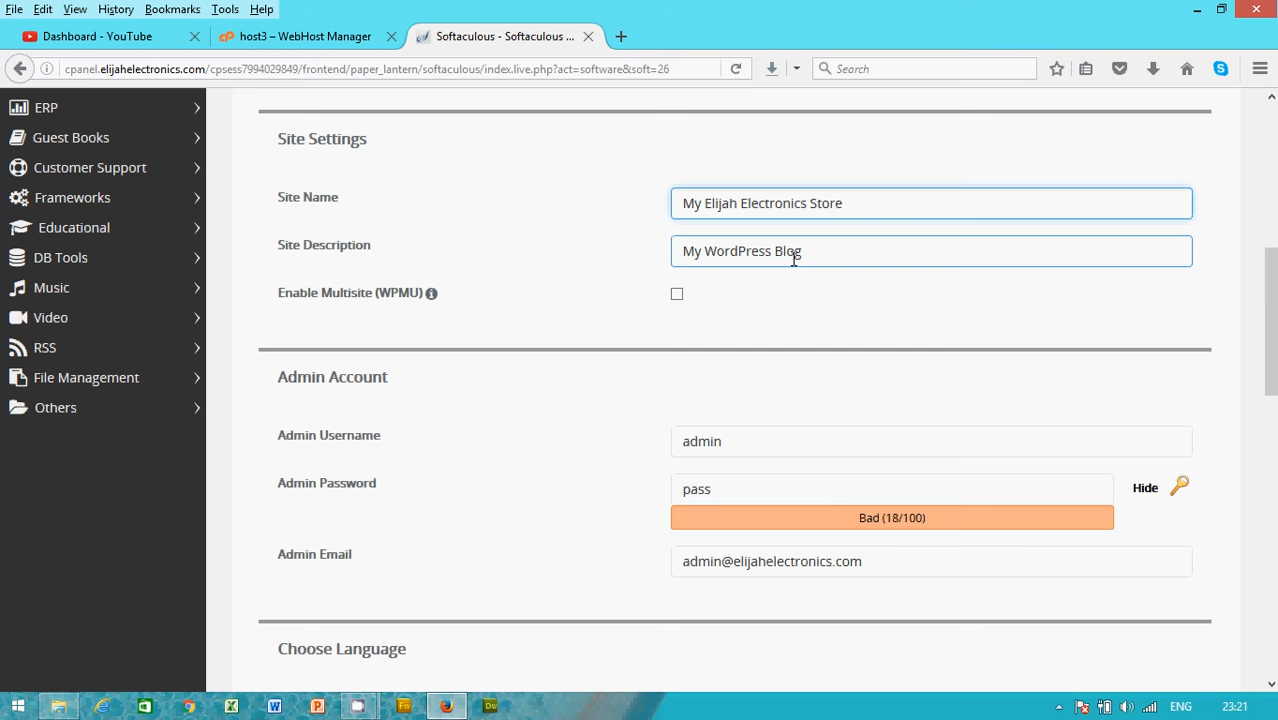 File Edit View History Bookmarks Tools Help
Dashboard - YouTube
host3 – WebHost Manager
Softaculous - Softaculous ...
cpanel.elijahelectronics.com/cpsess7994029849/frontend/paper_lantern/softaculous/index.live.php?act=software&soft=26
Search
ERP
Guest Books
Customer Support
Frameworks
Educational
DB Tools
Music
Video
RSS
File Management
Others
Site Settings
Site Name
My Elijah Electronics Store
Site Description
My WordPress Blog
Enable Multisite (WPMU)
Admin Account
Admin Username
admin
Admin Password
pass
Hide
Bad (18/100)
Admin Email
admin@elijahelectronics.com
Choose Language
ENG
23:21